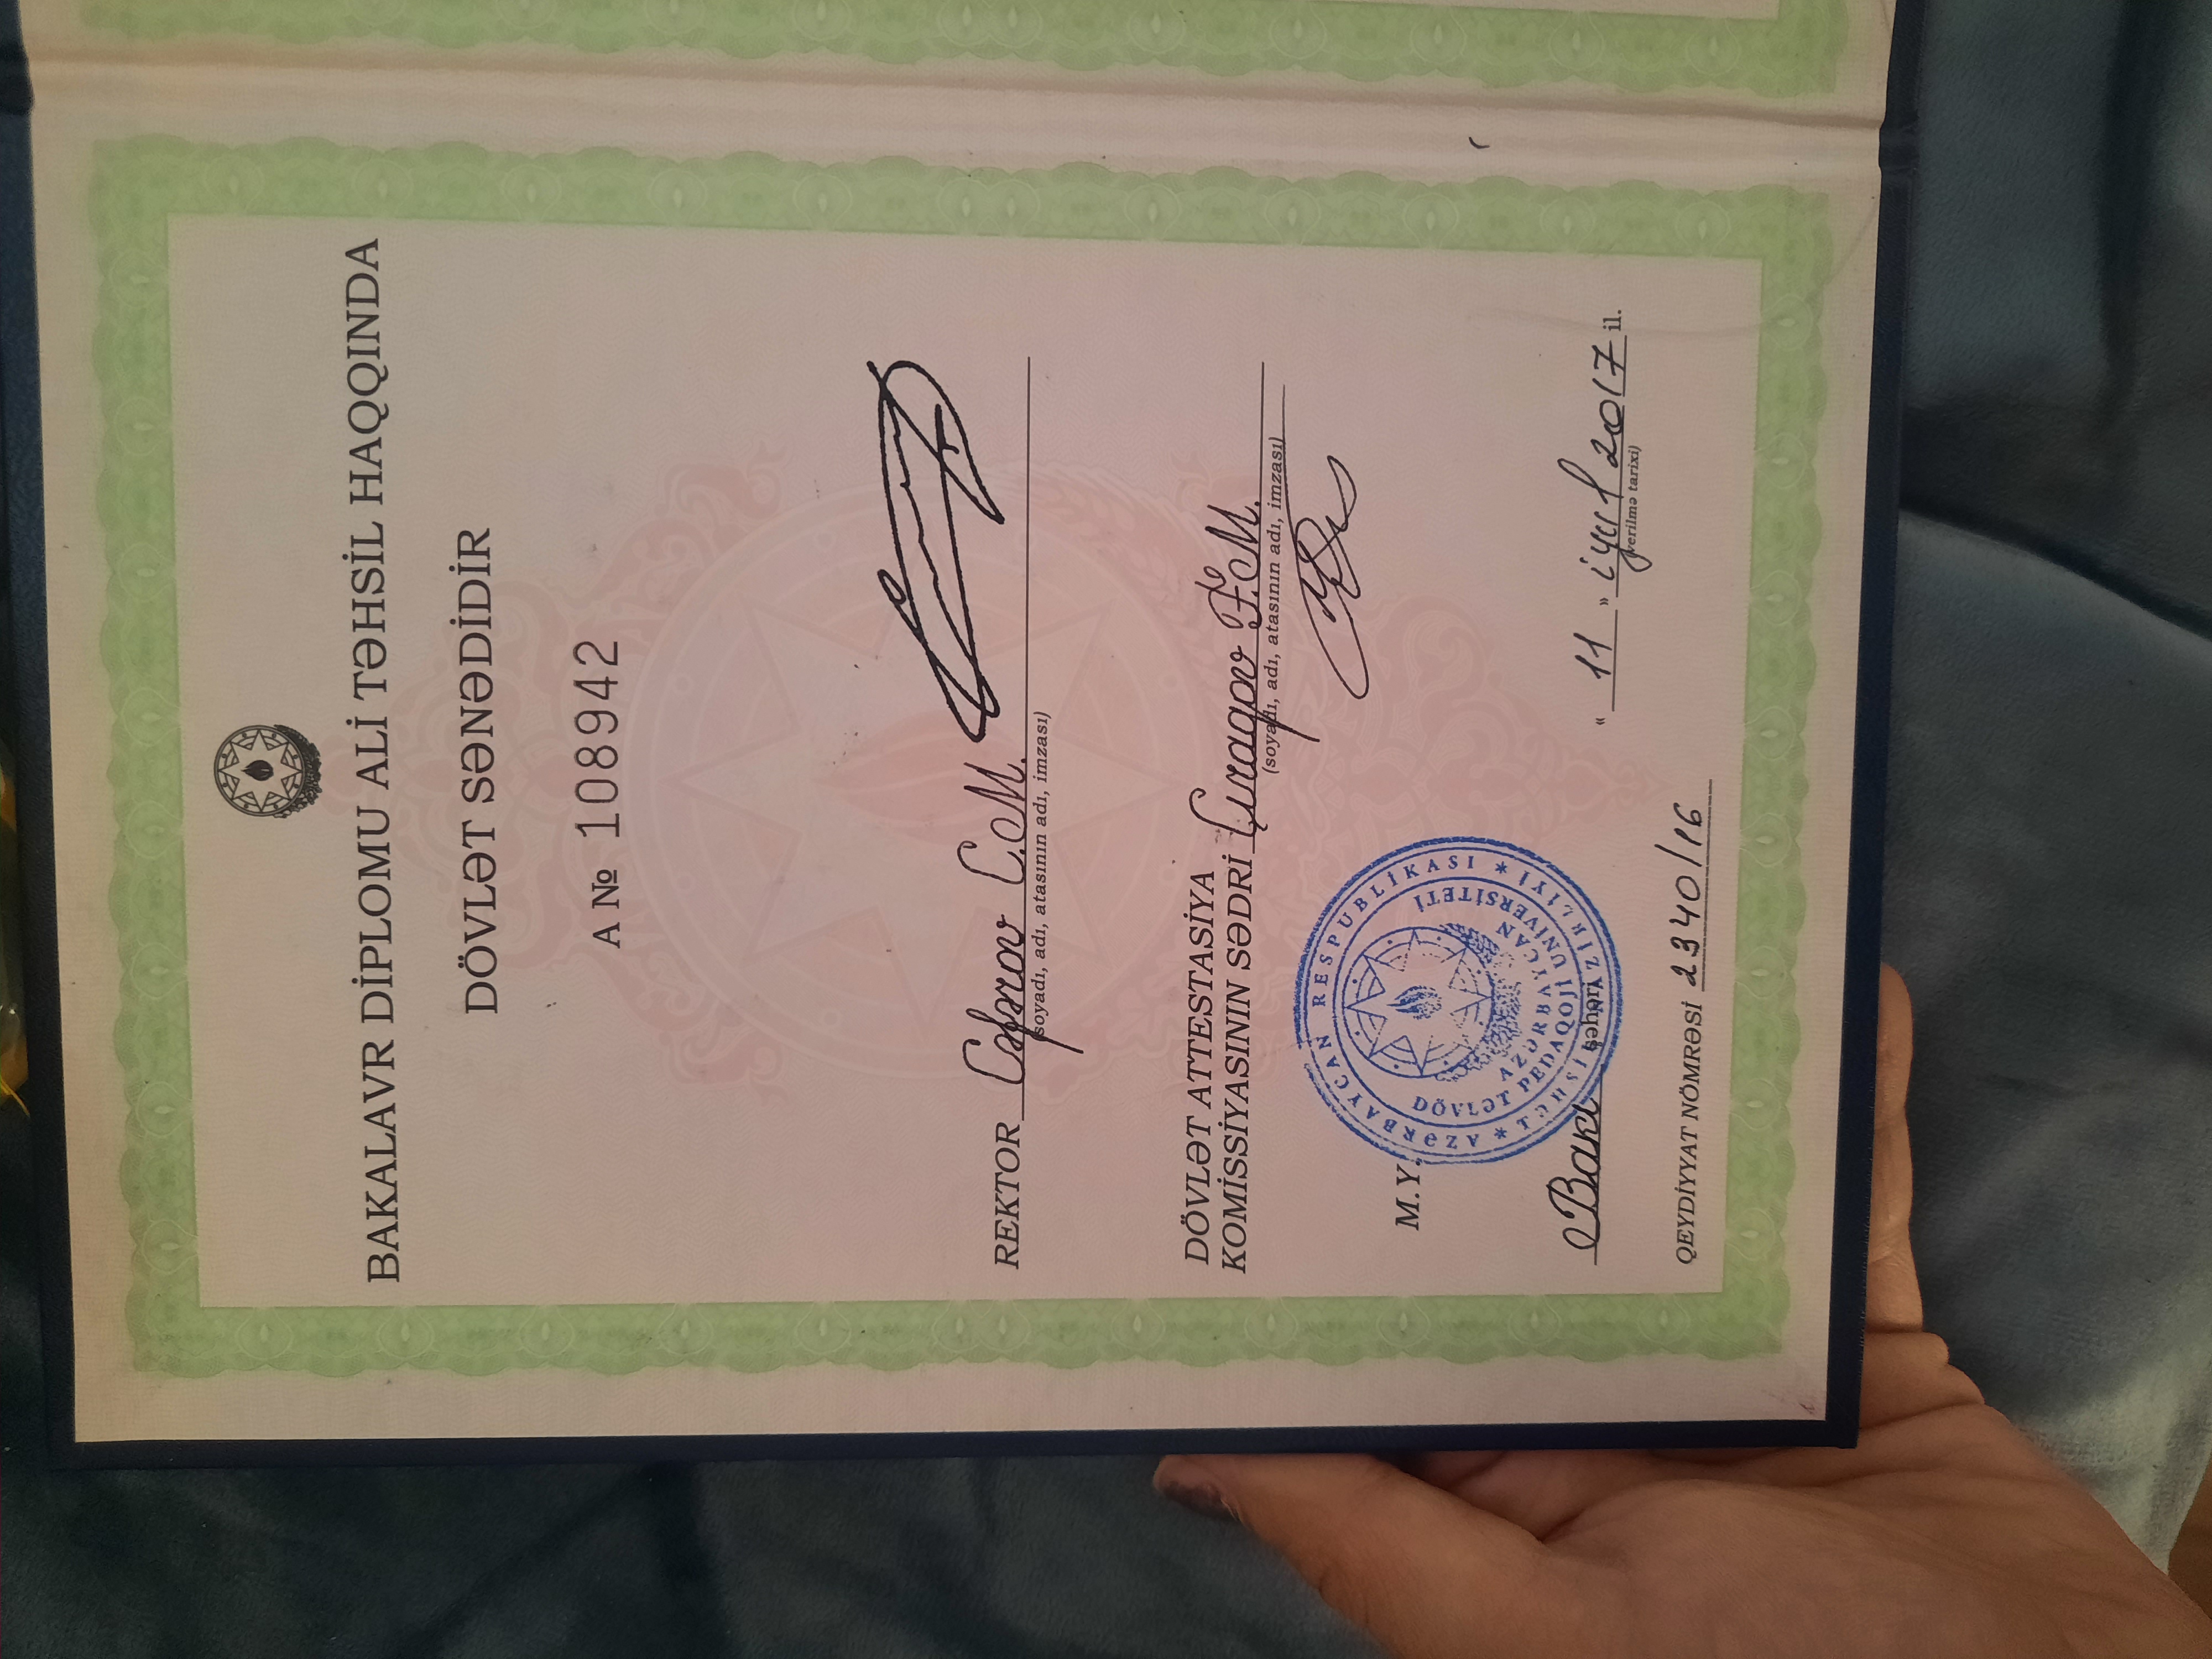 BAKALAVR DİPLOMU ALİ TƏHSİL HAQQINDA
DÖVLƏT SƏNƏDİDİR
A № 108942
REKTOR Cəfərov C.M.
(soyadı, adı, atasının adı, imzası)
DÖVLƏT ATTESTASİYA
KOMİSSİYASININ SƏDRİ Çıraqov F.M.
(soyadı, adı, atasının adı, imzası)
M.Y.
AZƏRBAYCAN RESPUBLİKASI * TƏHSİL NAZİRLİYİ *
AZƏRBAYCAN
DÖVLƏT PEDAQOJİ UNİVERSİTETİ
Bakı şəhəri
« 11 » iyul 2017 il.
(verilmə tarixi)
QEYDİYYAT NÖMRƏSİ 2340/16